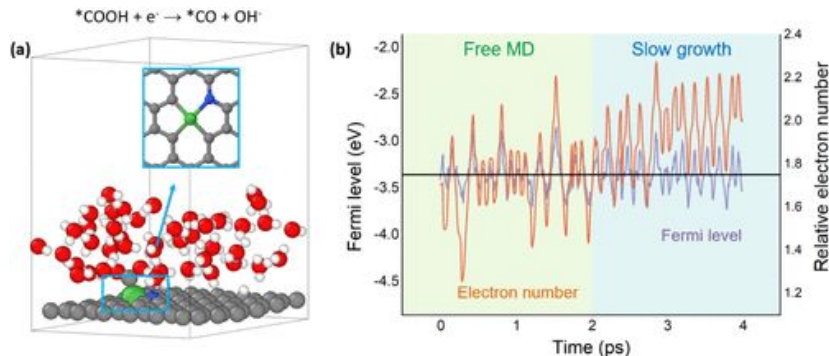 *COOH + e⁻ → *CO + OH⁻
(a)
(b)
Free MD
Slow growth
Fermi level (eV)
-2.0
-2.5
-3.0
-3.5
-4.0
-4.5
Relative electron number
2.4
2.2
2.0
1.8
1.6
1.4
1.2
Fermi level
Electron number
0
1
2
3
4
Time (ps)